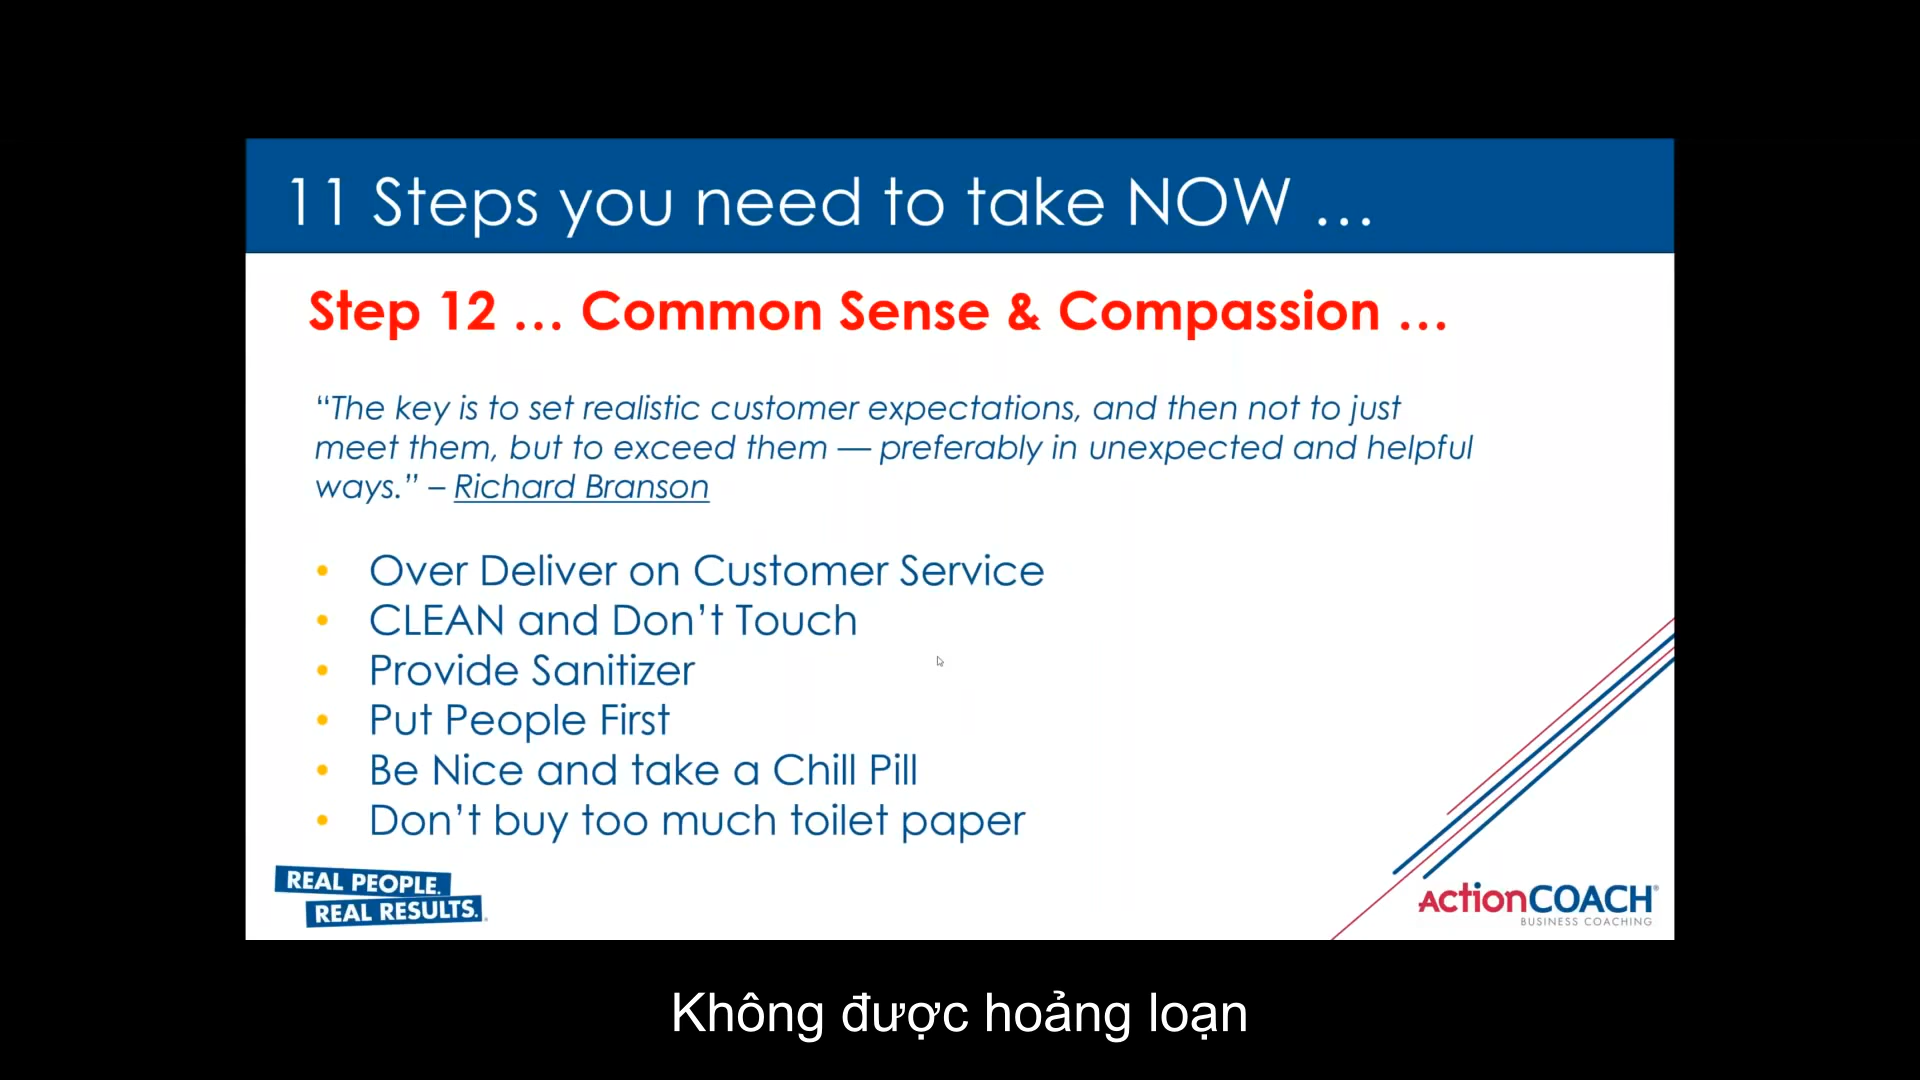 11 Steps you need to take NOW ...
Step 12 ... Common Sense & Compassion ...
“The key is to set realistic customer expectations, and then not to just
meet them, but to exceed them — preferably in unexpected and helpful
ways.” – Richard Branson
• Over Deliver on Customer Service
• CLEAN and Don’t Touch
• Provide Sanitizer
• Put People First
• Be Nice and take a Chill Pill
• Don’t buy too much toilet paper
REAL PEOPLE.
REAL RESULTS.
ActionCOACH®
BUSINESS COACHING
Không được hoảng loạn